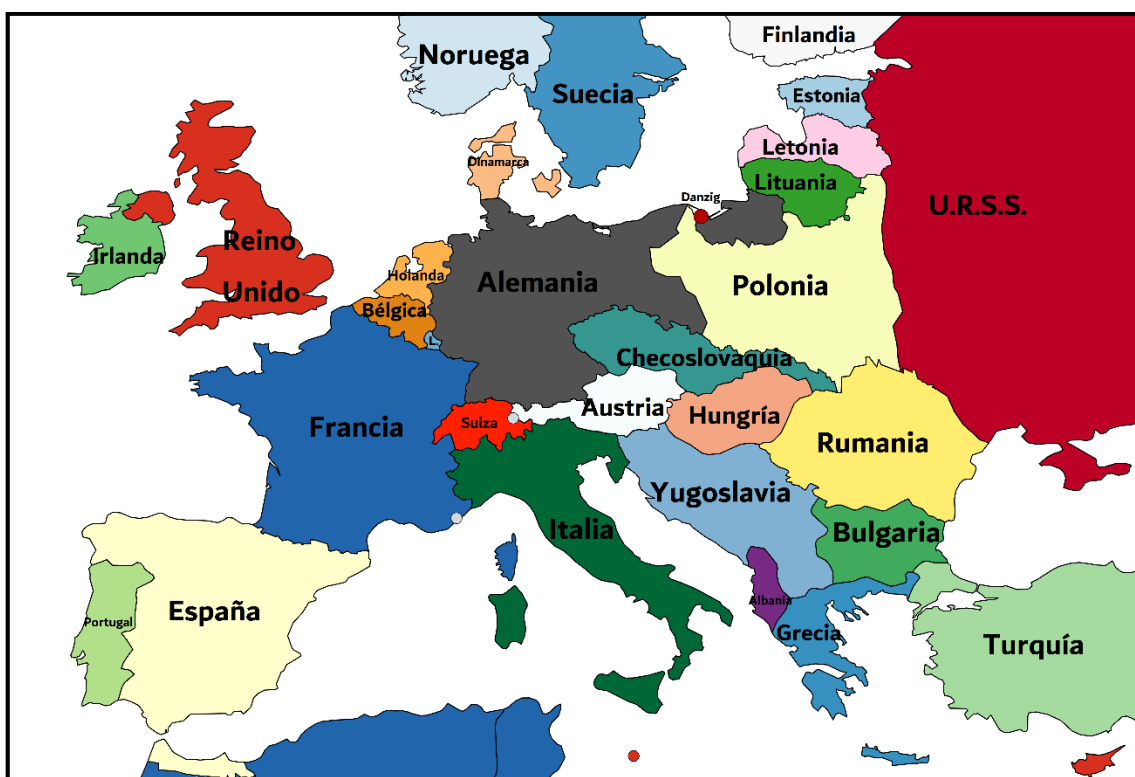 Noruega
Finlandia
Suecia
Estonia
Letonia
Dinamarca
Lituania
Danzig
U.R.S.S.
Reino
Unido
Irlanda
Holanda
Alemania
Polonia
Bélgica
L
Checoslovaquia
Francia
Suiza
Austria
Hungría
Rumania
Yugoslavia
Italia
Bulgaria
España
Portugal
Albania
Grecia
Turquía